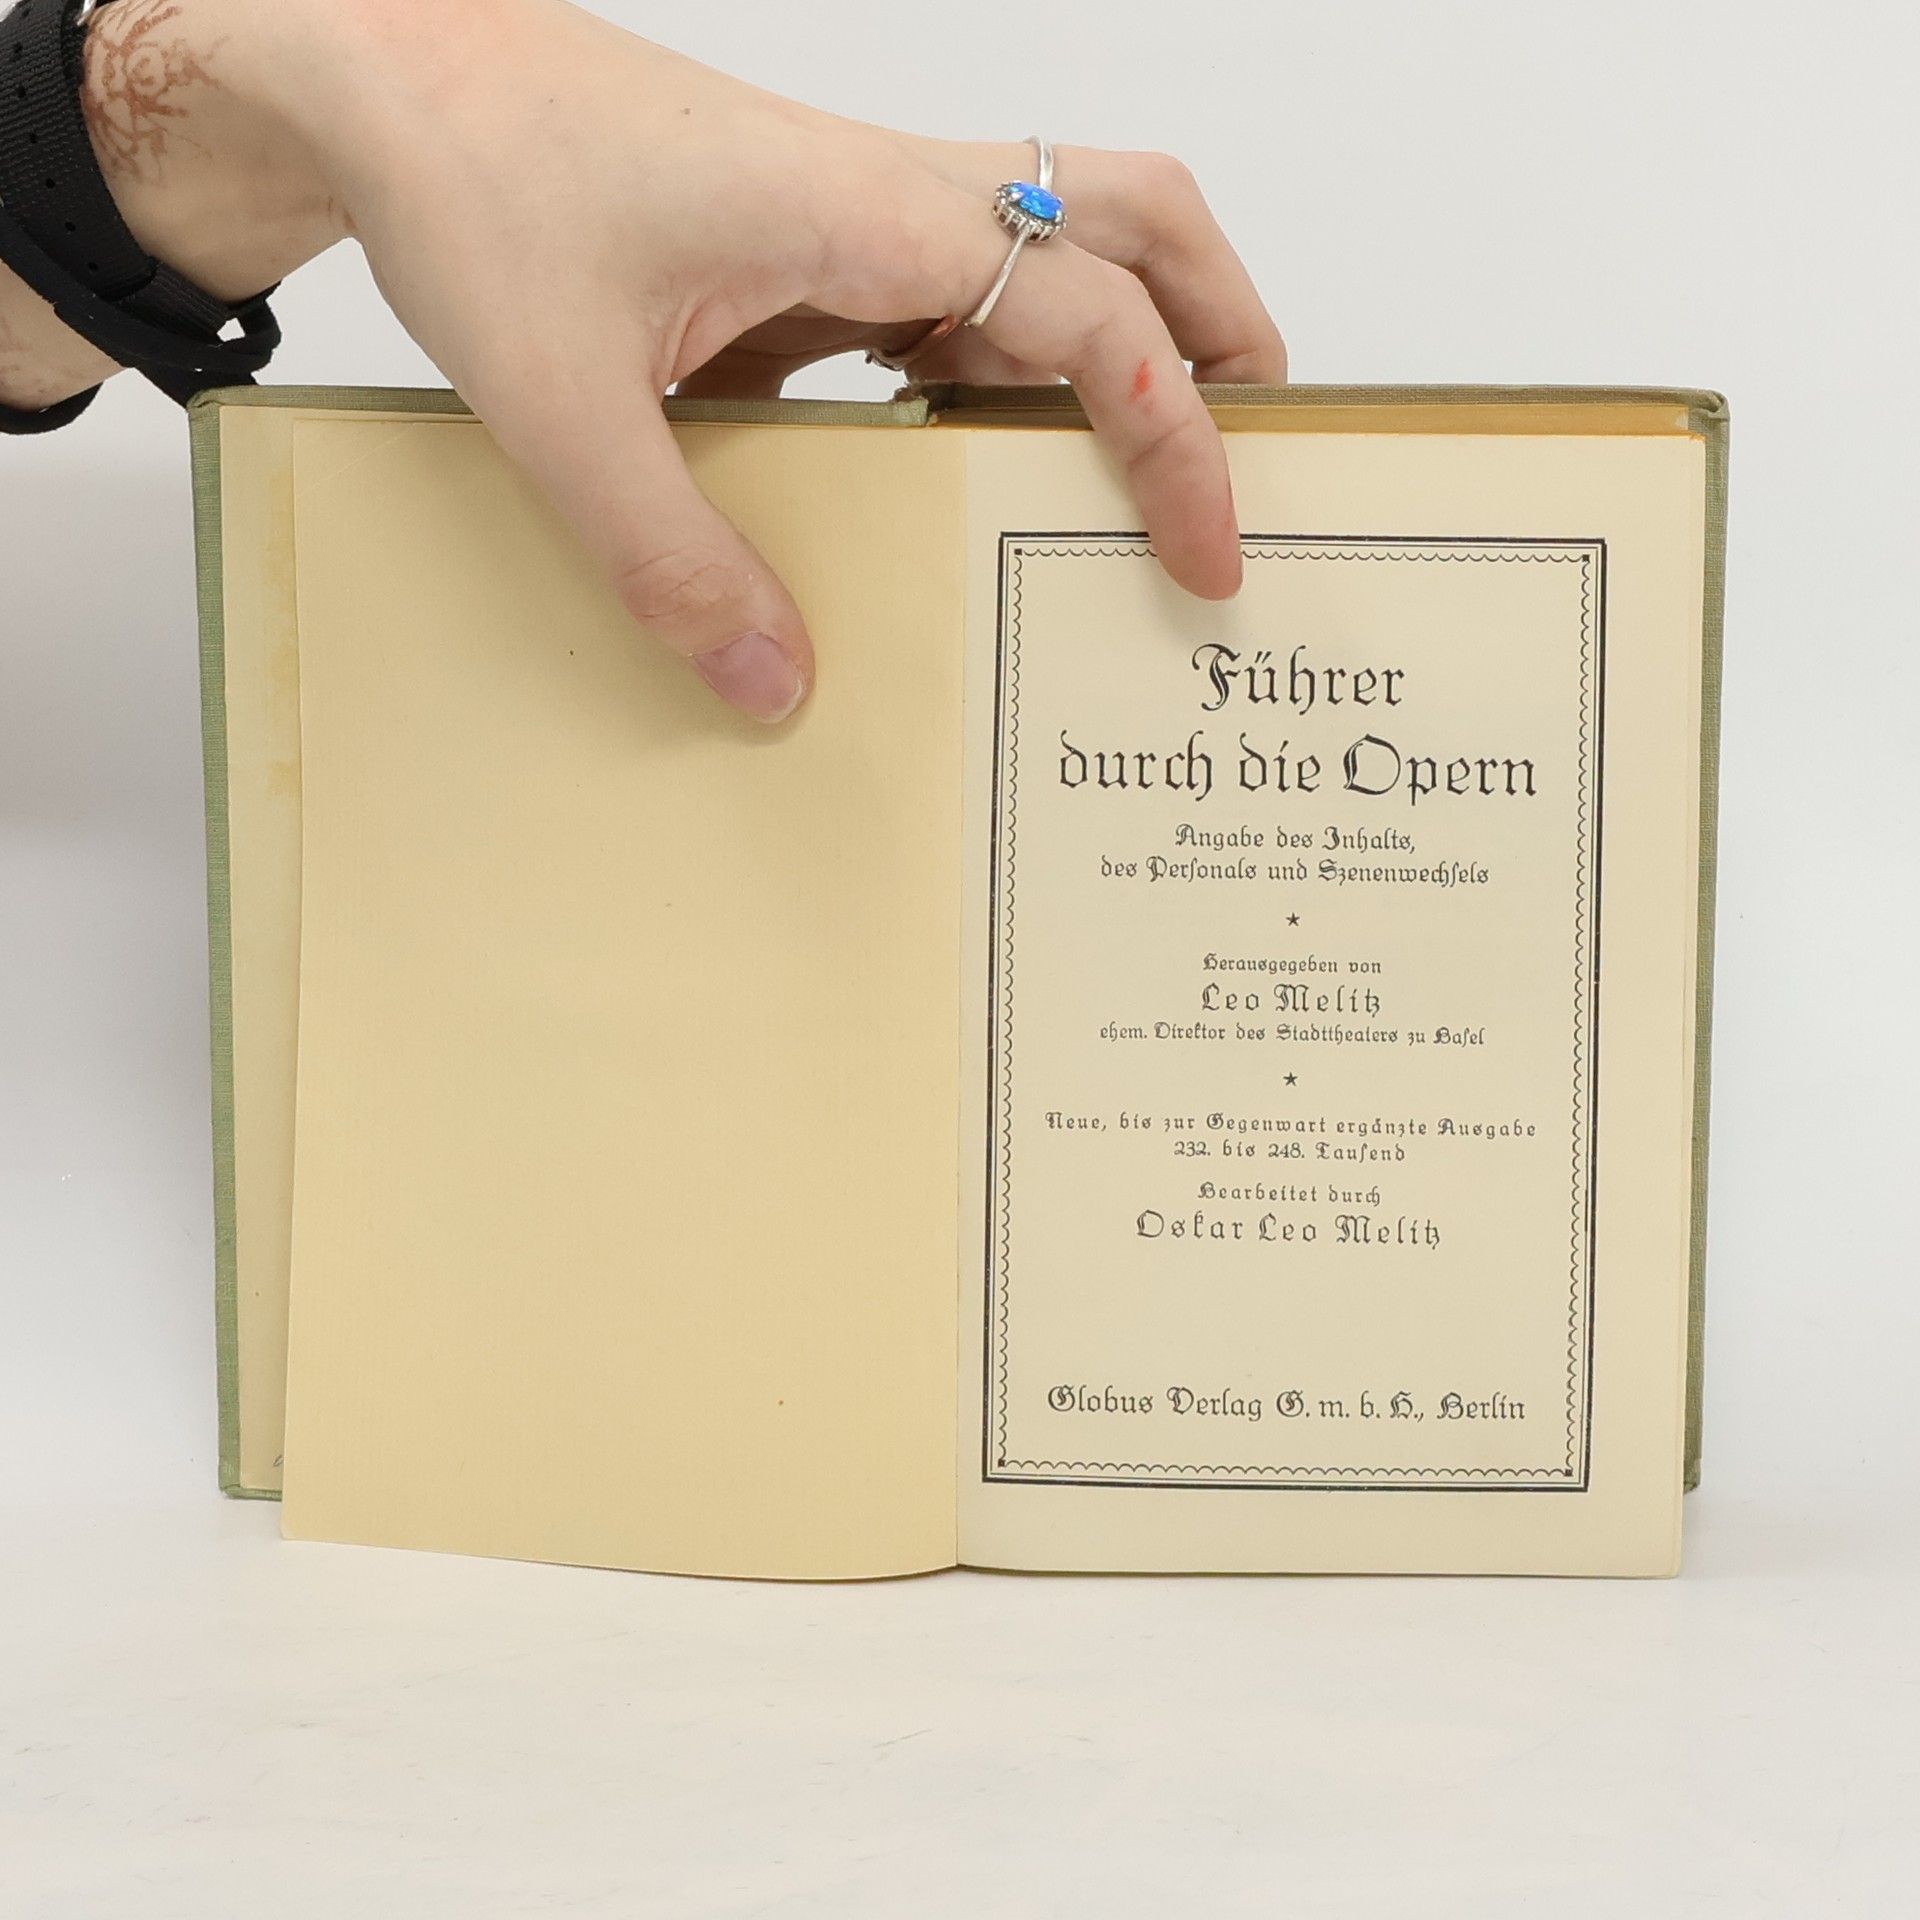 Führer
durch die Opern
Angabe des Inhalts,
des Perſonals und Szenenwechſels
★
Herausgegeben von
Leo Melitz
ehem. Direktor des Stadttheaters zu Baſel
★
Neue, bis zur Gegenwart ergänzte Ausgabe
232. bis 248. Tauſend
Bearbeitet durch
Oskar Leo Melitz
Globus Verlag G. m. b. H., Berlin